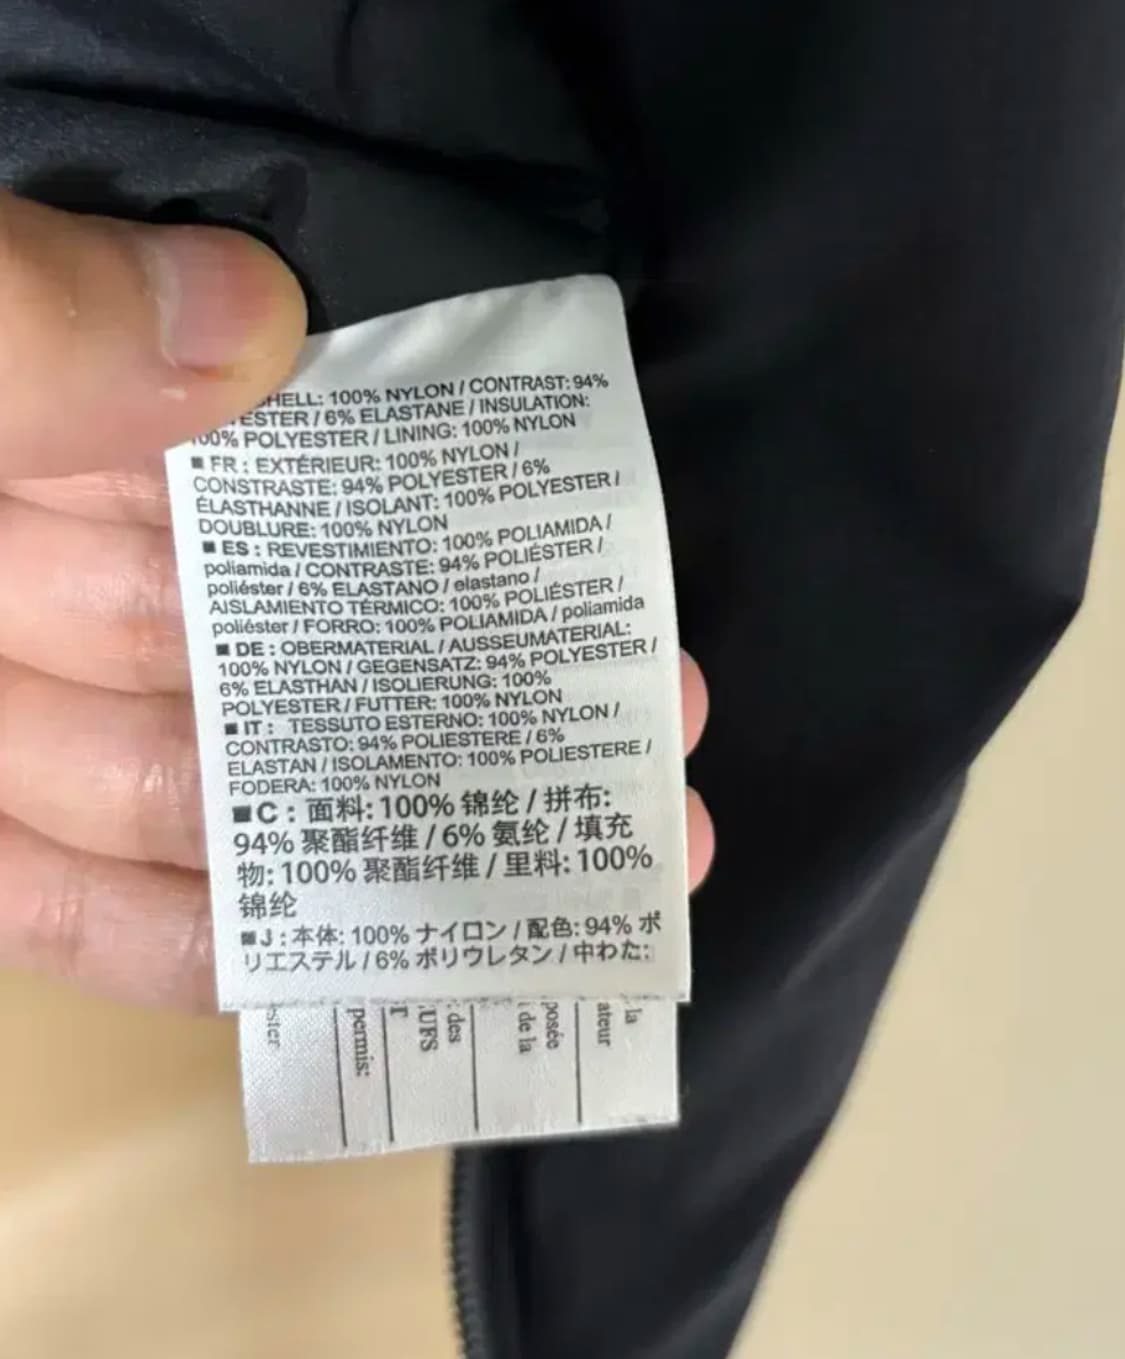 HELL: 100% NYLON / CONTRAST: 94%
ESTER / 6% ELASTANE / INSULATION:
100% POLYESTER / LINING: 100% NYLON
■ FR : EXTÉRIEUR: 100% NYLON /
CONSTRASTE: 94% POLYESTER / 6%
ÉLASTHANNE / ISOLANT: 100% POLYESTER /
DOUBLURE: 100% NYLON
■ ES : REVESTIMIENTO: 100% POLIAMIDA /
poliamida / CONTRASTE: 94% POLIÉSTER /
poliéster / 6% ELASTANO / elastano /
AISLAMIENTO TÉRMICO: 100% POLIÉSTER /
poliéster / FORRO: 100% POLIAMIDA / poliamida
■ DE : OBERMATERIAL / AUSSEUMATERIAL:
100% NYLON / GEGENSATZ: 94% POLYESTER /
6% ELASTHAN / ISOLIERUNG: 100%
POLYESTER / FUTTER: 100% NYLON
■ IT : TESSUTO ESTERNO: 100% NYLON /
CONTRASTO: 94% POLIESTERE / 6%
ELASTAN / ISOLAMENTO: 100% POLIESTERE /
FODERA: 100% NYLON
■ C : 面料: 100% 锦纶 / 拼布:
94% 聚酯纤维 / 6% 氨纶 / 填充
物: 100% 聚酯纤维 / 里料: 100%
锦纶
■ J : 本体: 100% ナイロン / 配色: 94% ポ
リエステル / 6% ポリウレタン / 中わた:
la
ateur
posée
de la
des
UFS
T
permis:
ster